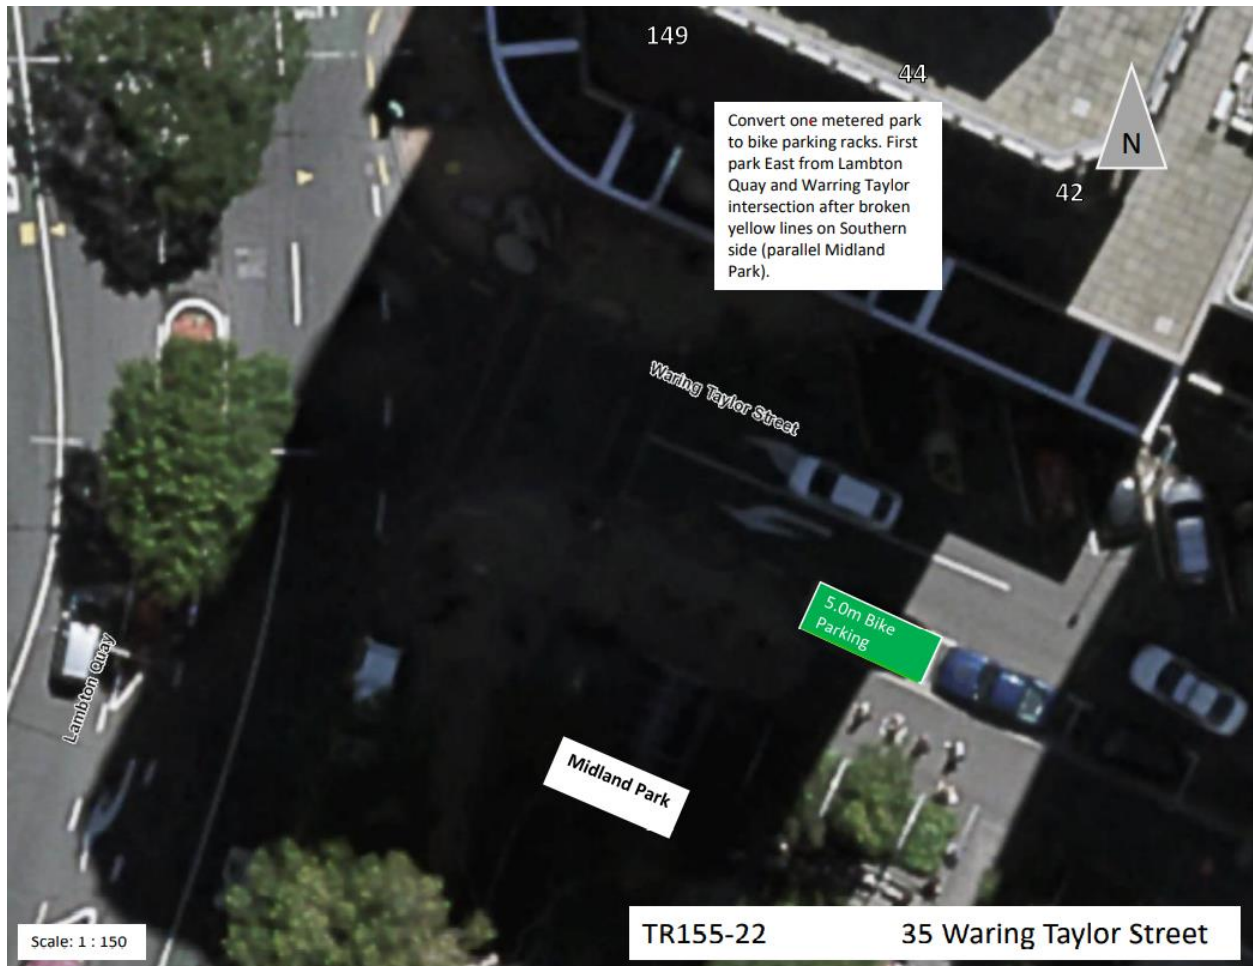 149
44
Convert one metered park
to bike parking racks. First
park East from Lambton
Quay and Warring Taylor
intersection after broken
yellow lines on Southern
side (parallel Midland
Park).
N
42
Waring Taylor Street
5.0m Bike
Parking
Lambton Quay
Midland Park
Scale: 1 : 150
TR155-22 35 Waring Taylor Street